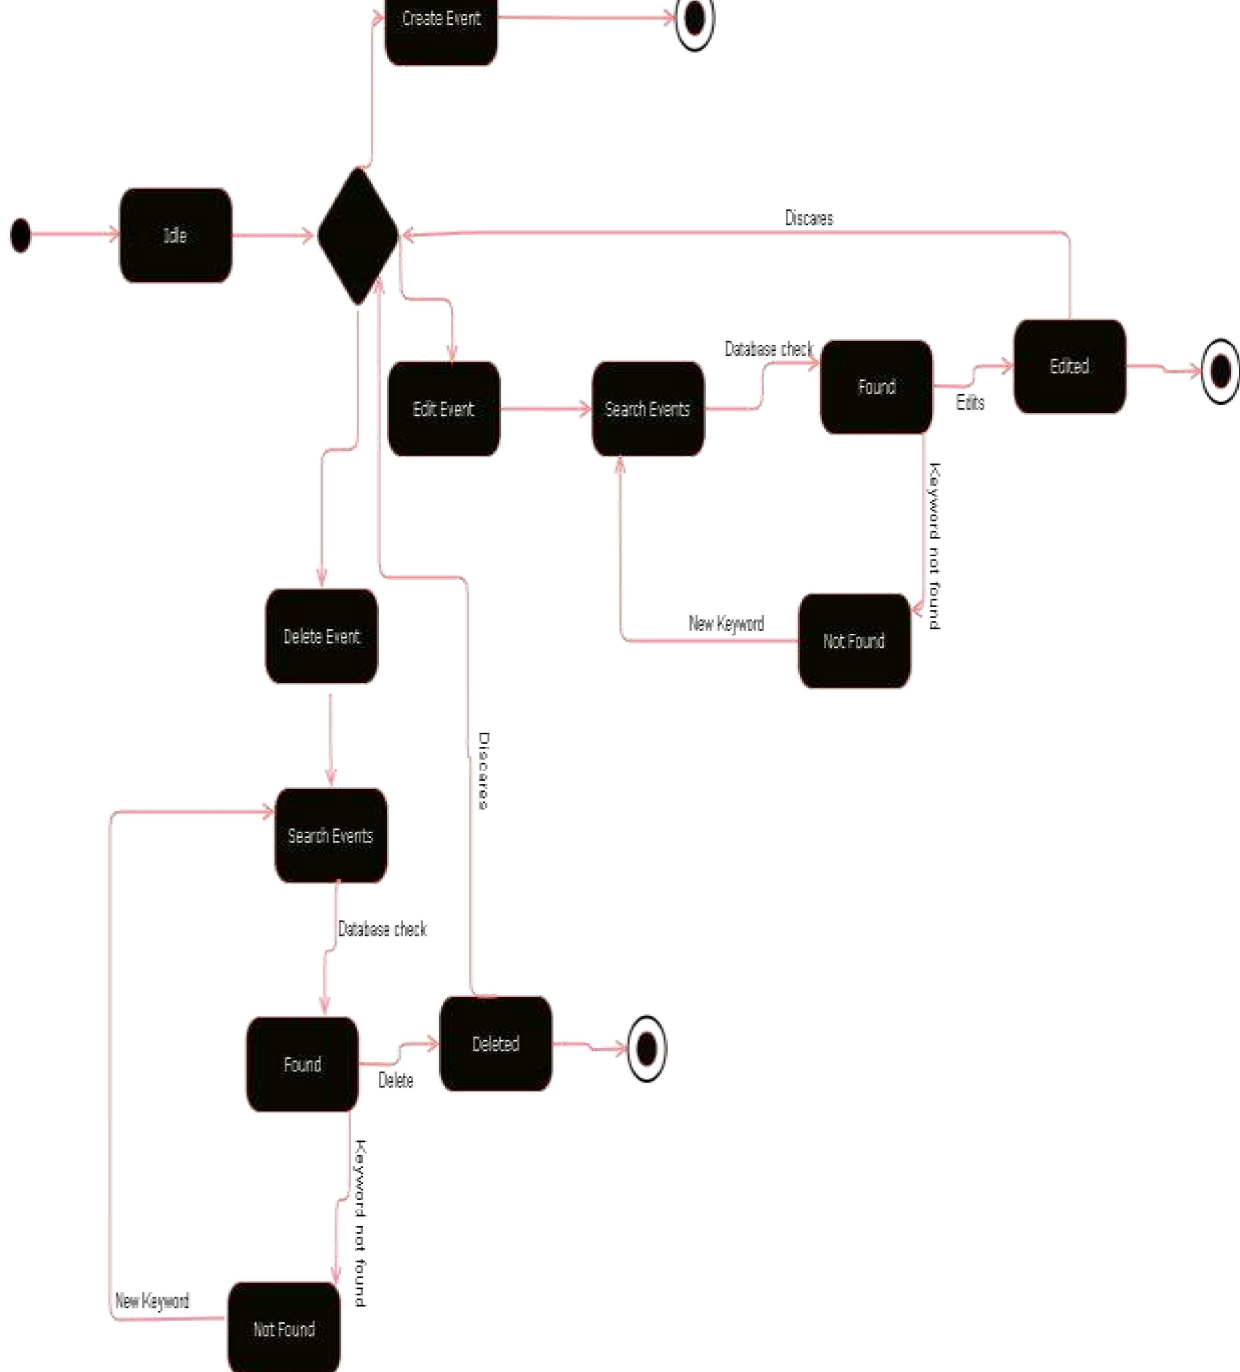 Create Event
Discares
Idle
Database check
Found
Edited
Edit Event
Search Events
Edits
Keyword not found
New Keyword
Not Found
Delete Event
Discares
Search Events
Database check
Found
Deleted
Delete
Keyword not found
New Keyword
Not Found